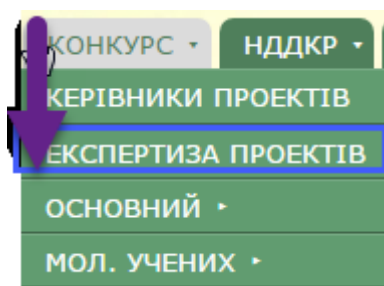 КОНКУРС НДДКР
КЕРІВНИКИ ПРОЕКТІВ
ЕКСПЕРТИЗА ПРОЕКТІВ
ОСНОВНИЙ
МОЛ. УЧЕНИХ